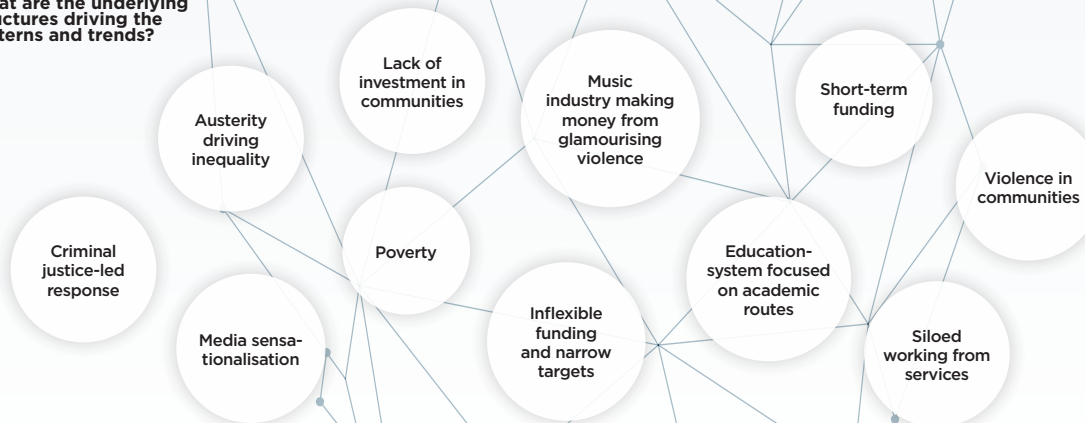 at are the underlying
uctures driving the
terns and trends?
Lack of
investment in
communities
Music
industry making
money from
glamourising
violence
Short-term
funding
Austerity
driving
inequality
Violence in
communities
Criminal
justice-led
response
Poverty
Education-
system focused
on academic
routes
Media sensa-
tionalisation
Inflexible
funding
and narrow
targets
Siloed
working from
services